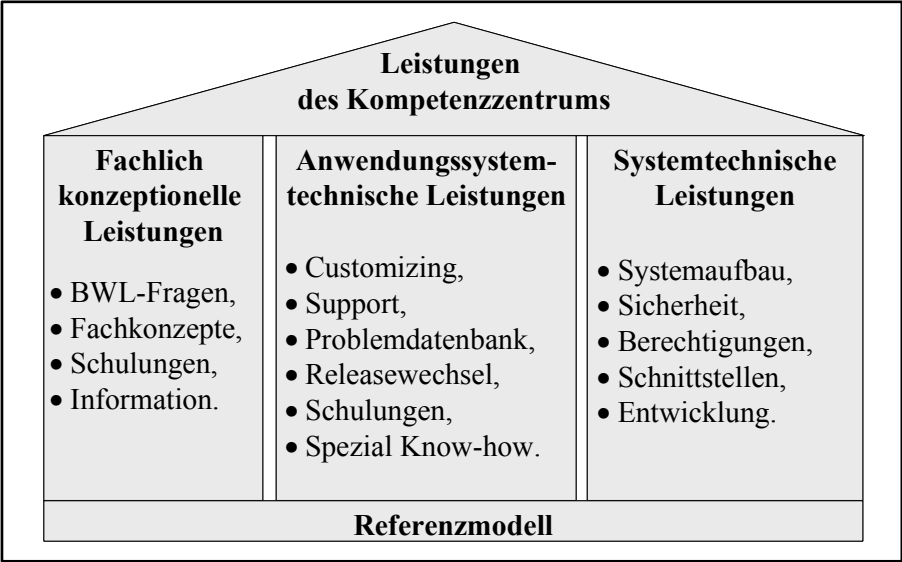 Leistungen
des Kompetenzzentrums
Fachlich
konzeptionelle
Leistungen
• BWL-Fragen,
• Fachkonzepte,
• Schulungen,
• Information.
Anwendungssystem-
technische Leistungen
• Customizing,
• Support,
• Problemdatenbank,
• Releasewechsel,
• Schulungen,
• Spezial Know-how.
Systemtechnische
Leistungen
• Systemaufbau,
• Sicherheit,
• Berechtigungen,
• Schnittstellen,
• Entwicklung.
Referenzmodell